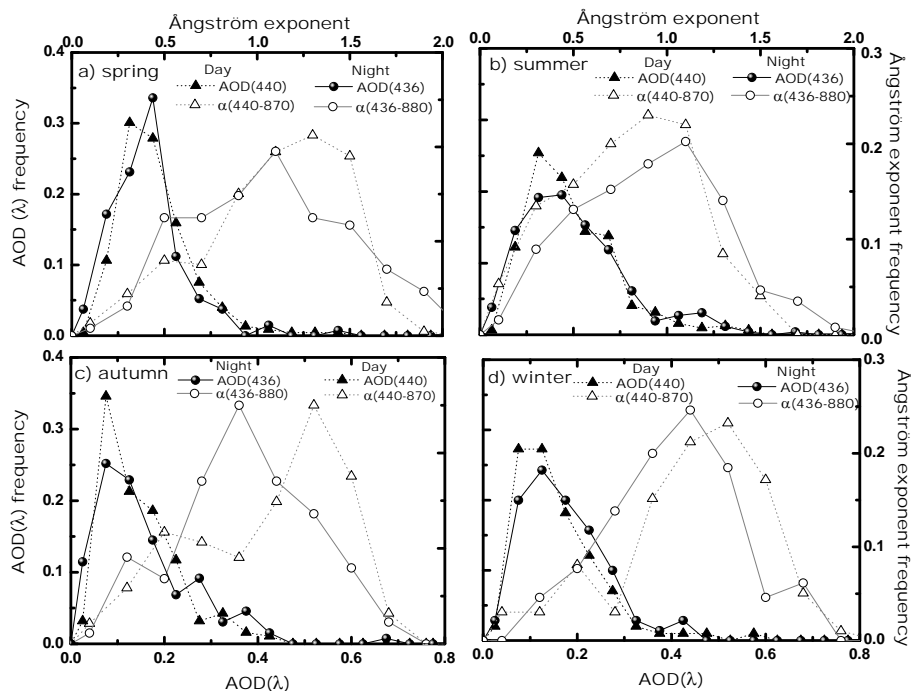 Ångström exponent
Ångström exponent
0.0 0.5 1.0 1.5 2.0
0.0 0.5 1.0 1.5 2.0
a) spring
Day
Night
AOD(440)
AOD(436)
α(440-870)
α(436-880)
b) summer
Day
Night
AOD(440)
AOD(436)
α(440-870)
α(436-880)
AOD (λ) frequency
0.4
0.3
0.2
0.1
0.0
0.3
0.2
0.1
0.0
Ångström exponent frequency
c) autumn
Night
Day
AOD(436)
AOD(440)
α(436-880)
α(440-870)
d) winter
Day
Night
AOD(440)
AOD(436)
α(440-870)
α(436-880)
AOD(λ) frequency
0.4
0.3
0.2
0.1
0.0
0.3
0.2
0.1
0.0
Ångström exponent frequency
0.0 0.2 0.4 0.6 0.8
0.0 0.2 0.4 0.6 0.8
AOD(λ)
AOD(λ)